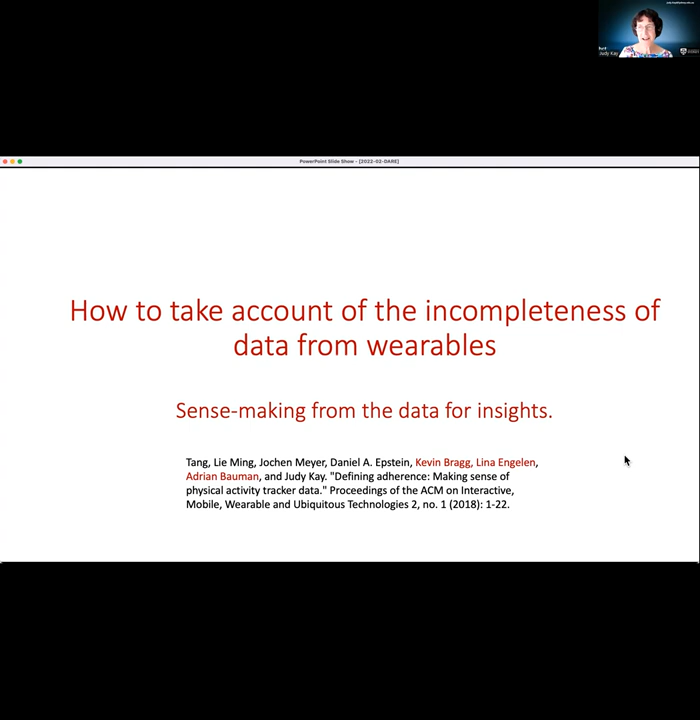 Judy Kay
PowerPoint Slide Show - [2022-02-DARE]
How to take account of the incompleteness of
data from wearables
Sense-making from the data for insights.
Tang, Lie Ming, Jochen Meyer, Daniel A. Epstein, Kevin Bragg, Lina Engelen,
Adrian Bauman, and Judy Kay. "Defining adherence: Making sense of
physical activity tracker data." Proceedings of the ACM on Interactive,
Mobile, Wearable and Ubiquitous Technologies 2, no. 1 (2018): 1-22.